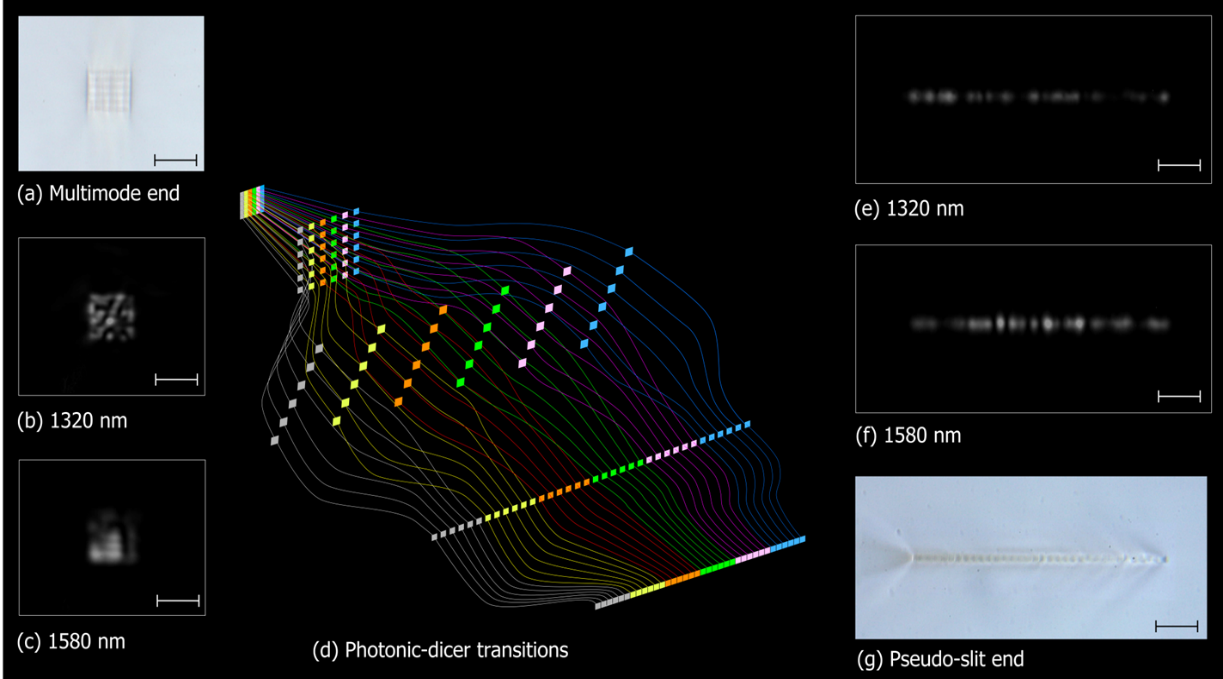 (a) Multimode end
(b) 1320 nm
(c) 1580 nm
(d) Photonic-dicer transitions
(e) 1320 nm
(f) 1580 nm
(g) Pseudo-slit end